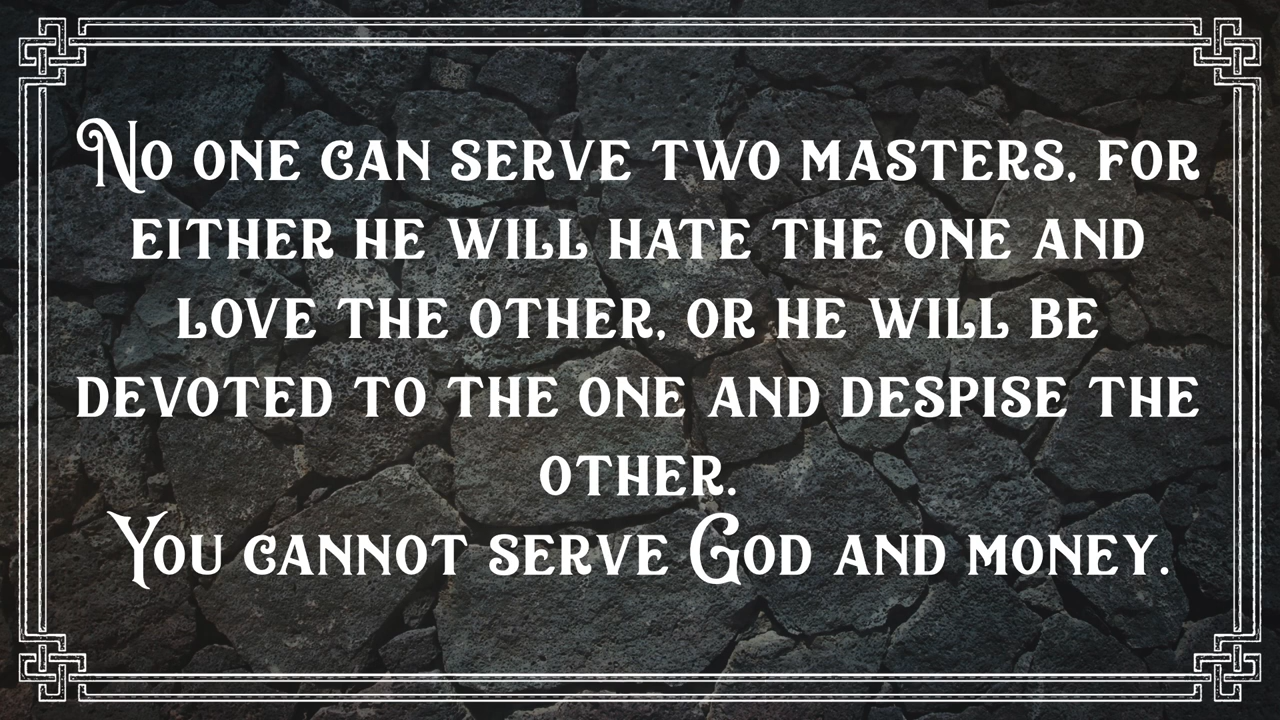 No one can serve two masters, for
either he will hate the one and
love the other, or he will be
devoted to the one and despise the
other.
You cannot serve God and money.